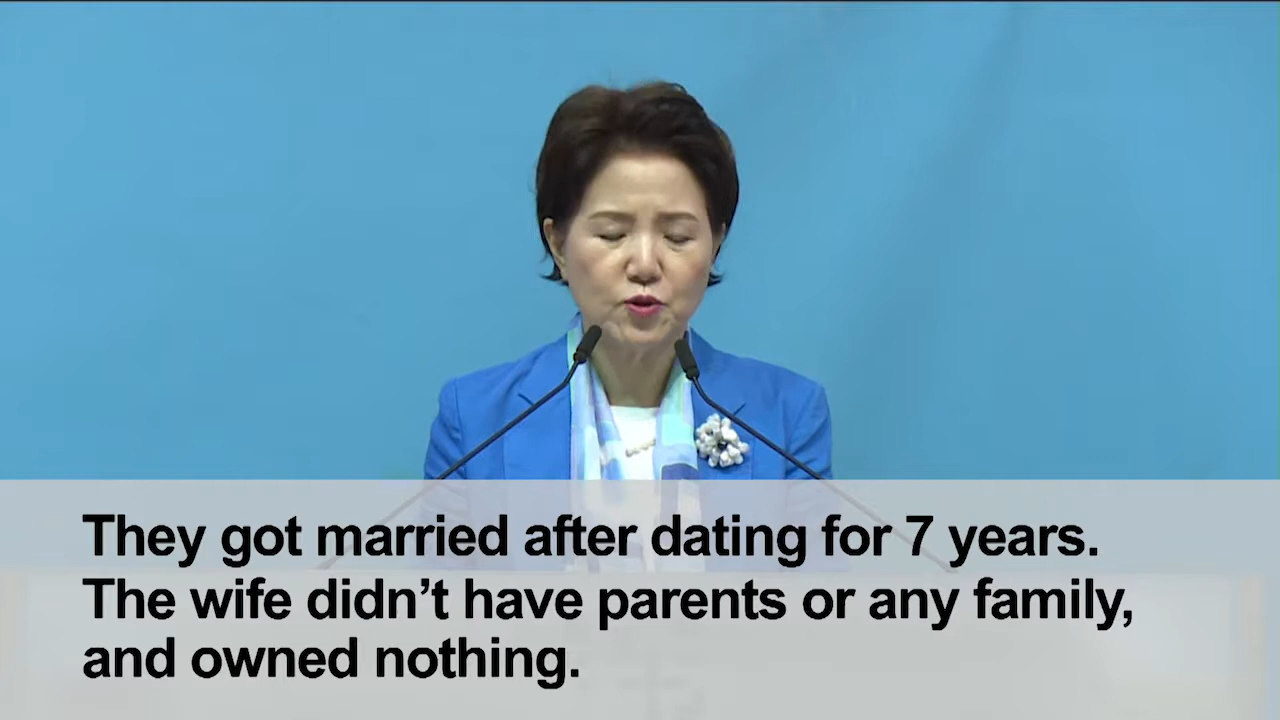 They got married after dating for 7 years.
The wife didn’t have parents or any family,
and owned nothing.